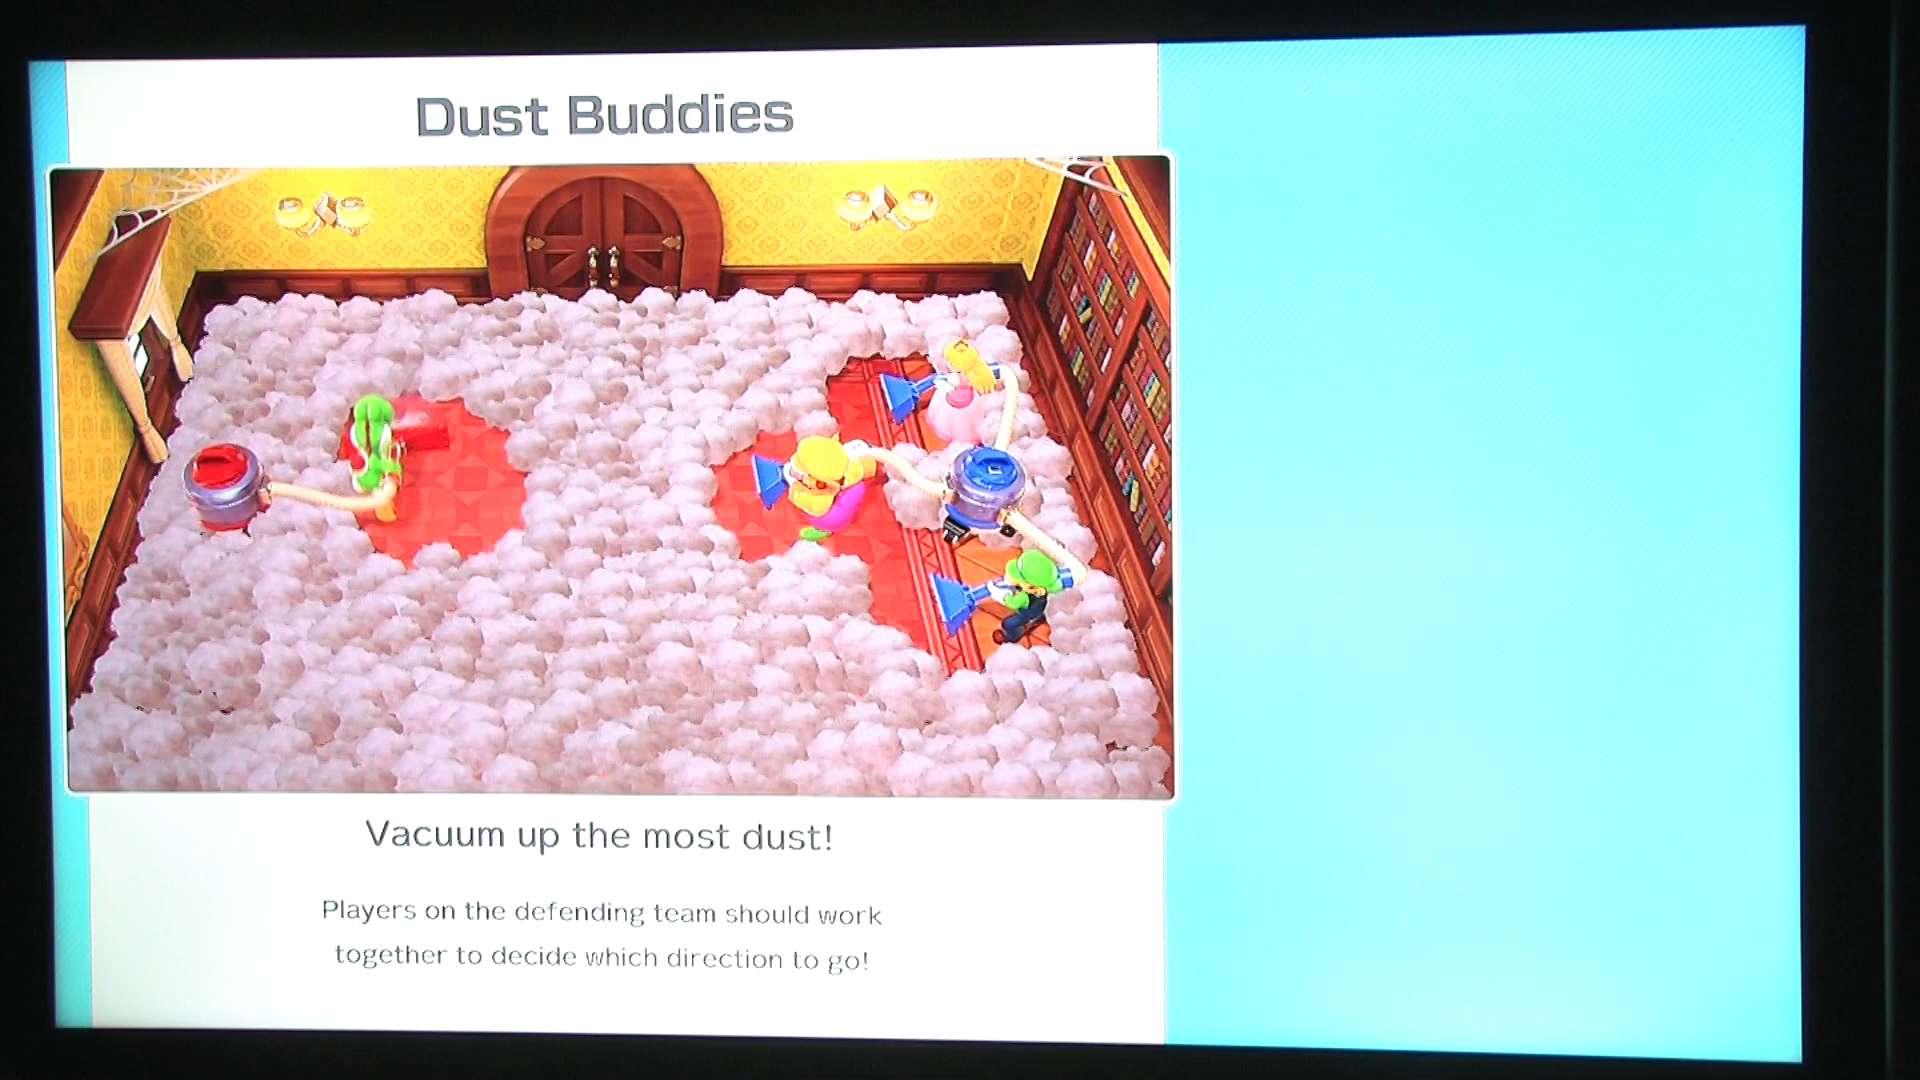 Dust Buddies
Vacuum up the most dust!
Players on the defending team should work
together to decide which direction to go!